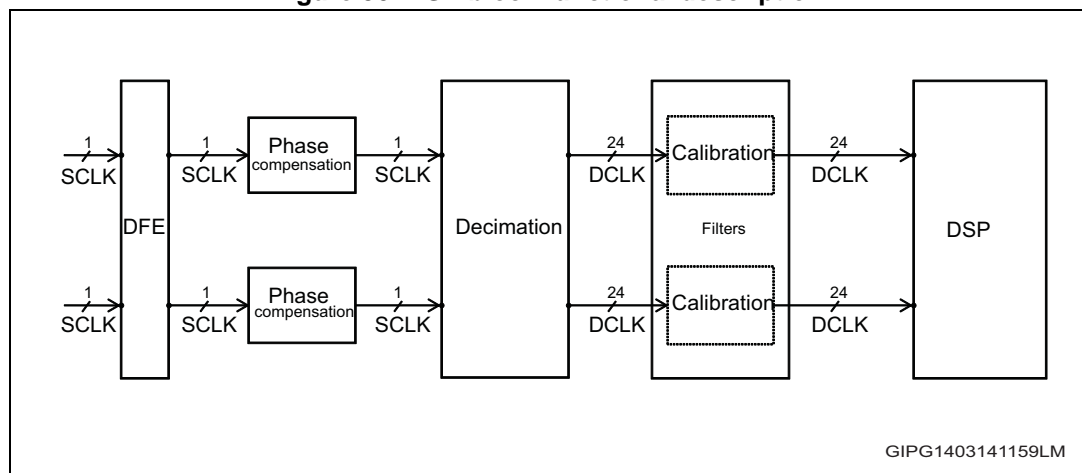 1
SCLK
1
SCLK
Phase
compensation
1
SCLK
24
DCLK
Calibration
24
DCLK
DFE
Decimation
Filters
DSP
1
SCLK
1
SCLK
Phase
compensation
1
SCLK
24
DCLK
Calibration
24
DCLK
GIPG1403141159LM